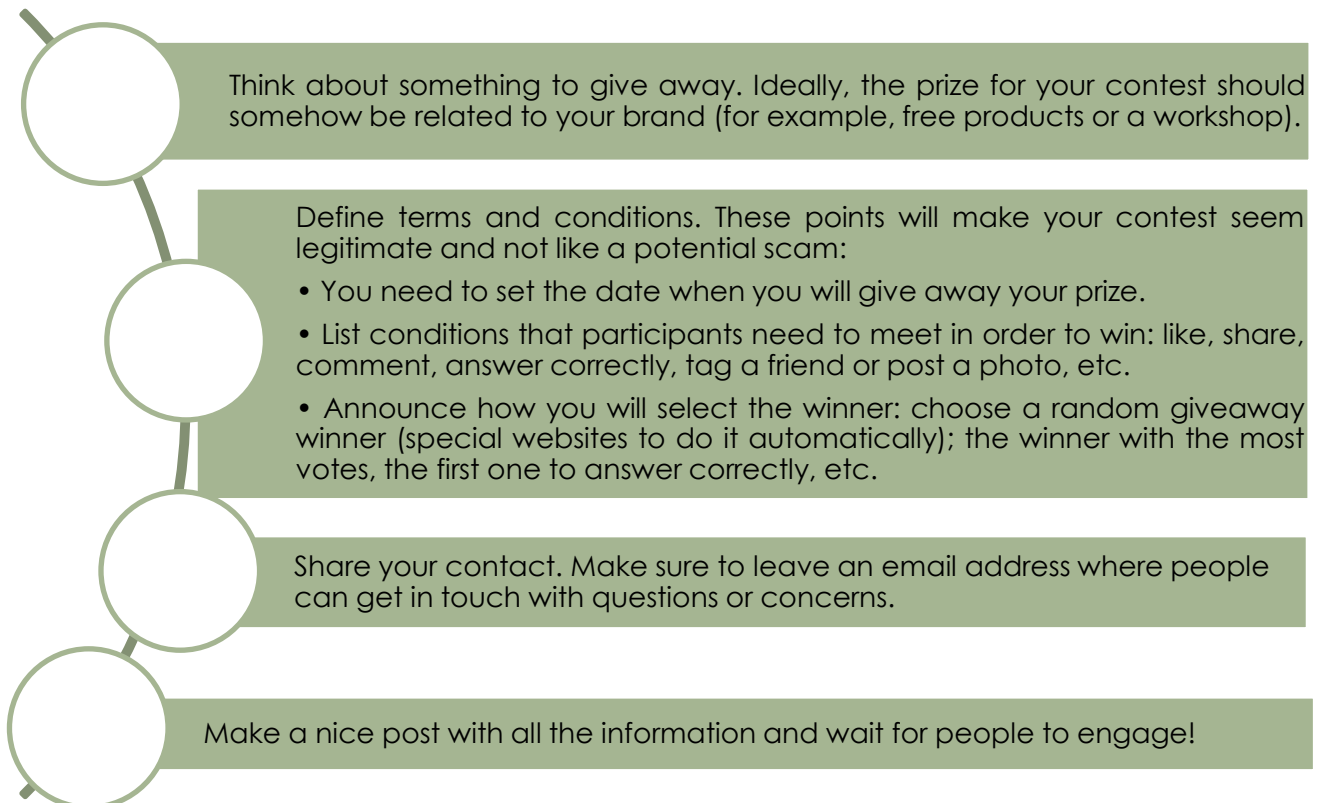 Think about something to give away. Ideally, the prize for your contest should
somehow be related to your brand (for example, free products or a workshop).
Define terms and conditions. These points will make your contest seem
legitimate and not like a potential scam:
• You need to set the date when you will give away your prize.
• List conditions that participants need to meet in order to win: like, share,
comment, answer correctly, tag a friend or post a photo, etc.
• Announce how you will select the winner: choose a random giveaway
winner (special websites to do it automatically); the winner with the most
votes, the first one to answer correctly, etc.
Share your contact. Make sure to leave an email address where people
can get in touch with questions or concerns.
Make a nice post with all the information and wait for people to engage!